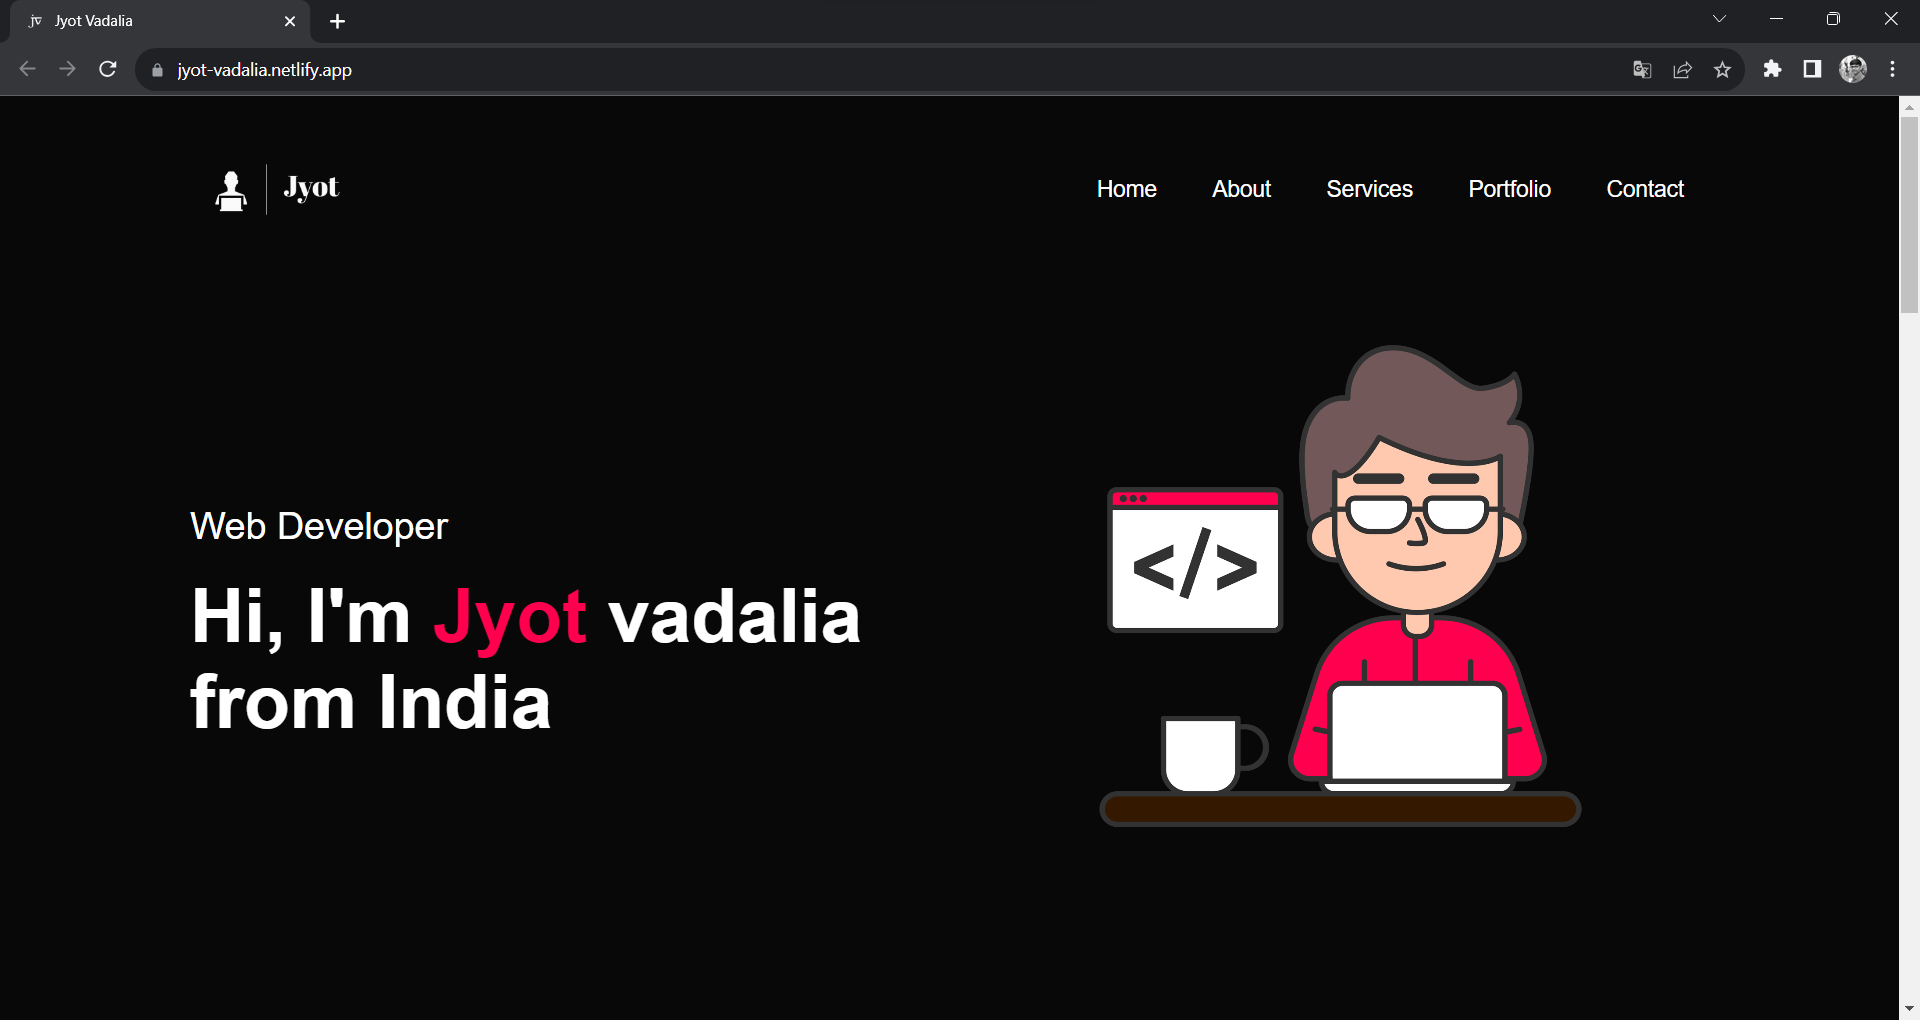 Jyot Vadalia
jyot-vadalia.netlify.app
Jyot
Home About Services Portfolio Contact
Web Developer
Hi, I'm Jyot vadalia
from India
</>